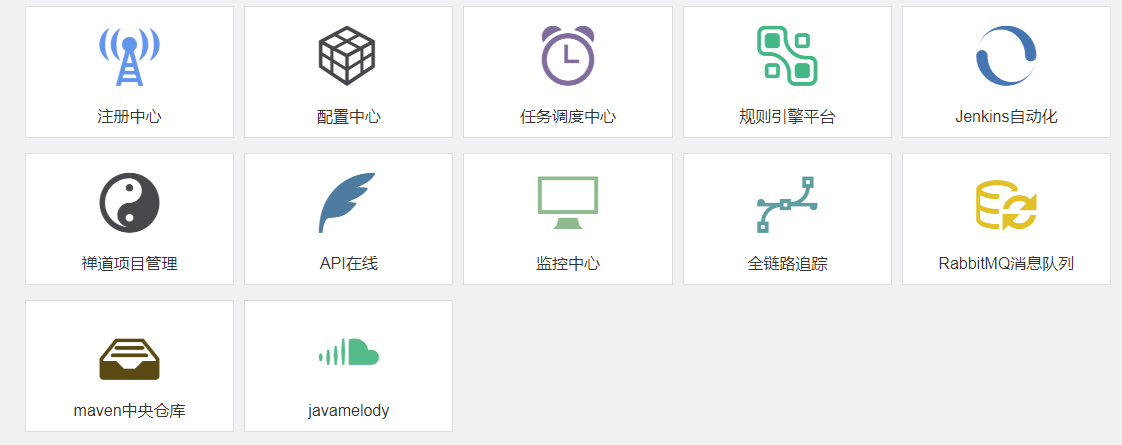 注册中心
配置中心
任务调度中心
规则引擎平台
Jenkins自动化
禅道项目管理
API在线
监控中心
全链路追踪
RabbitMQ消息队列
maven中央仓库
javamelody